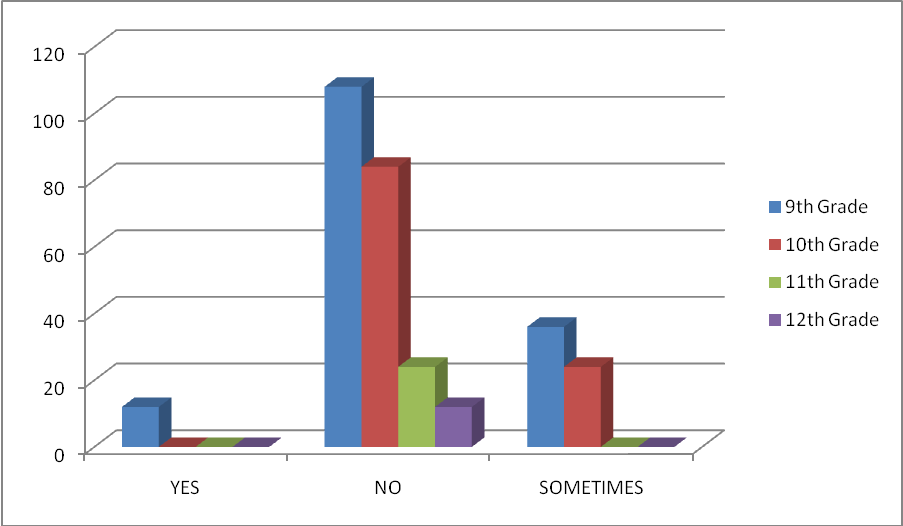 120
100
80
60
40
20
0
YES NO SOMETIMES
9th Grade
10th Grade
11th Grade
12th Grade